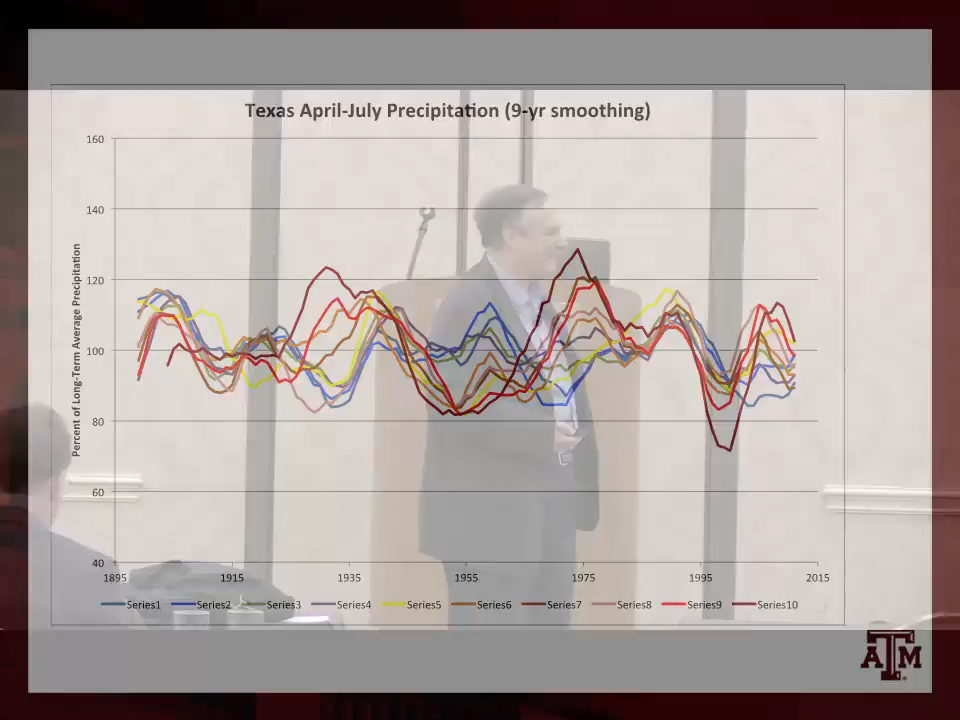 Texas April-July Precipitation (9-yr smoothing)
Percent of Long-Term Average Precipitation
160
140
120
100
80
60
40
1895 1915 1935 1955 1975 1995 2015
Series1 Series2 Series3 Series4 Series5 Series6 Series7 Series8 Series9 Series10
ATM